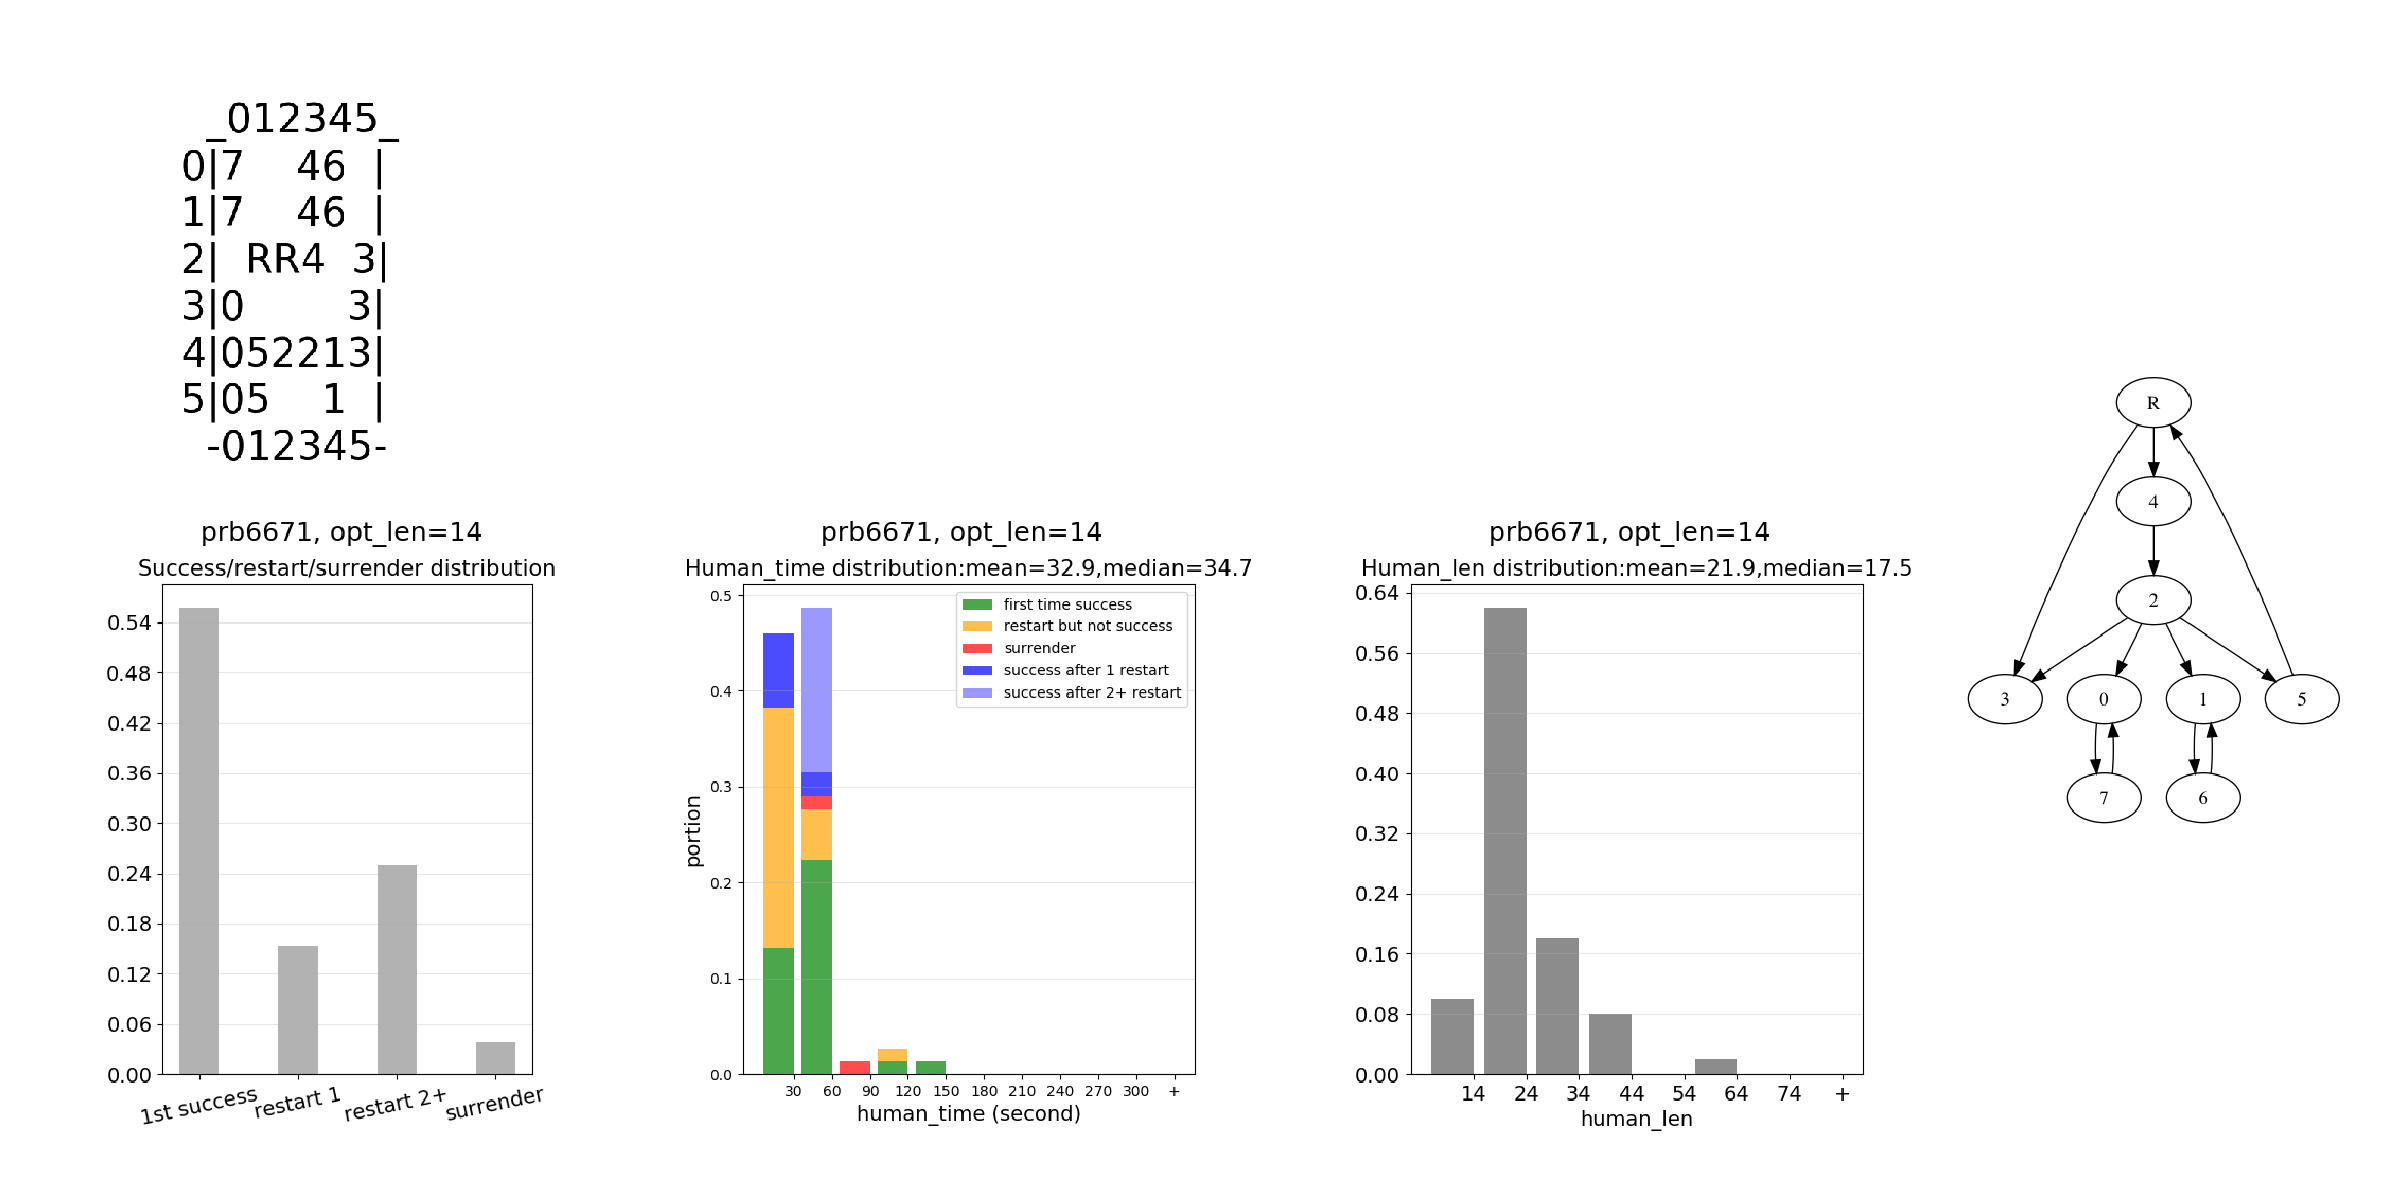 _012345_
0|7  46 |
1|7  46 |
2| RR4 3|
3|0    3|
4|052213|
5|05  1 |
-012345-
prb6671, opt_len=14
Success/restart/surrender distribution
0.54
0.48
0.42
0.36
0.30
0.24
0.18
0.12
0.06
0.00
1st success restart 1 restart 2+ surrender
prb6671, opt_len=14
Human_time distribution:mean=32.9,median=34.7
first time success
restart but not success
surrender
success after 1 restart
success after 2+ restart
portion
0.5
0.4
0.3
0.2
0.1
0.0
30 60 90 120 150 180 210 240 270 300 +
human_time (second)
prb6671, opt_len=14
Human_len distribution:mean=21.9,median=17.5
0.64
0.56
0.48
0.40
0.32
0.24
0.16
0.08
0.00
14 24 34 44 54 64 74 +
human_len
R
4
2
3 0 1 5
7 6